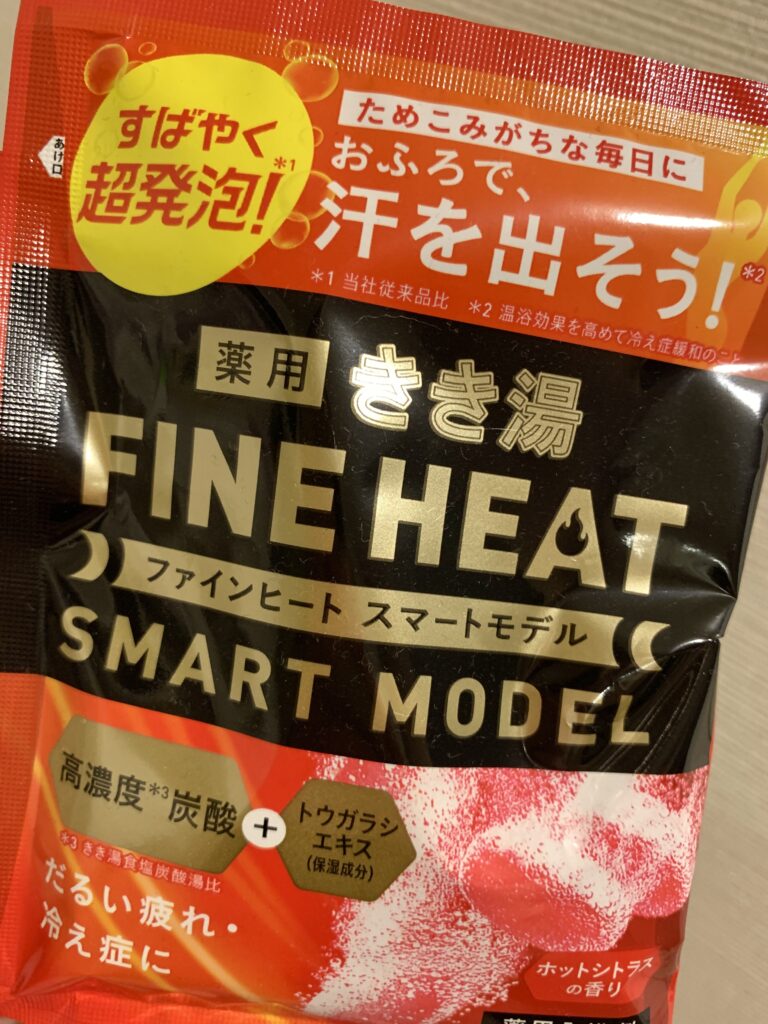 あけ口
すばやく
超発泡!*1
ためこみがちな毎日に
おふろで、
汗を出そう!*2
*1 当社従来品比 *2 温浴効果を高めて冷え症緩和のこと
薬用 きき湯
FINE HEAT
ファインヒート スマートモデル
SMART MODEL
高濃度*3炭酸
+
トウガラシ
エキス
(保湿成分)
*3 きき湯食塩炭酸湯比
だるい疲れ・
冷え症に
ホットシトラス
の香り